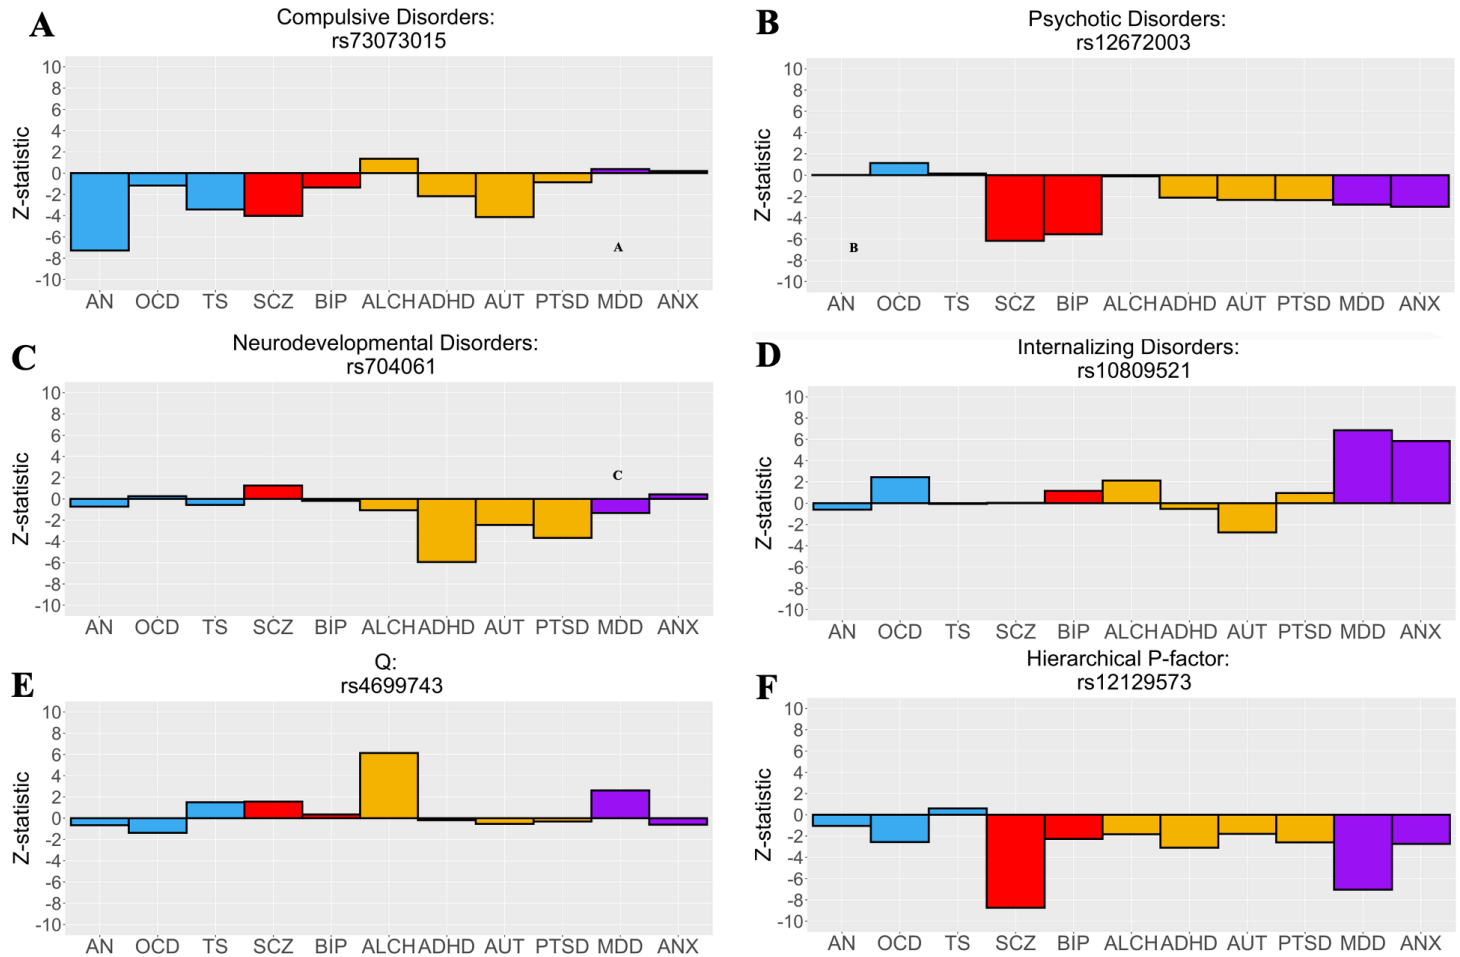 A
Compulsive Disorders:
rs73073015
10
8
6
4
2
0
-2
-4
-6
-8
-10
Z-statistic
A
AN OCD TS SCZ BIP ALCH ADHD AUT PTSD MDD ANX
B
Psychotic Disorders:
rs12672003
10
8
6
4
2
0
-2
-4
-6
-8
-10
Z-statistic
B
AN OCD TS SCZ BIP ALCH ADHD AUT PTSD MDD ANX
C
Neurodevelopmental Disorders:
rs704061
10
8
6
4
2
0
-2
-4
-6
-8
-10
Z-statistic
C
AN OCD TS SCZ BIP ALCH ADHD AUT PTSD MDD ANX
D
Internalizing Disorders:
rs10809521
10
8
6
4
2
0
-2
-4
-6
-8
-10
Z-statistic
AN OCD TS SCZ BIP ALCH ADHD AUT PTSD MDD ANX
E
Q:
rs4699743
10
8
6
4
2
0
-2
-4
-6
-8
-10
Z-statistic
AN OCD TS SCZ BIP ALCH ADHD AUT PTSD MDD ANX
F
Hierarchical P-factor:
rs12129573
10
8
6
4
2
0
-2
-4
-6
-8
-10
Z-statistic
AN OCD TS SCZ BIP ALCH ADHD AUT PTSD MDD ANX